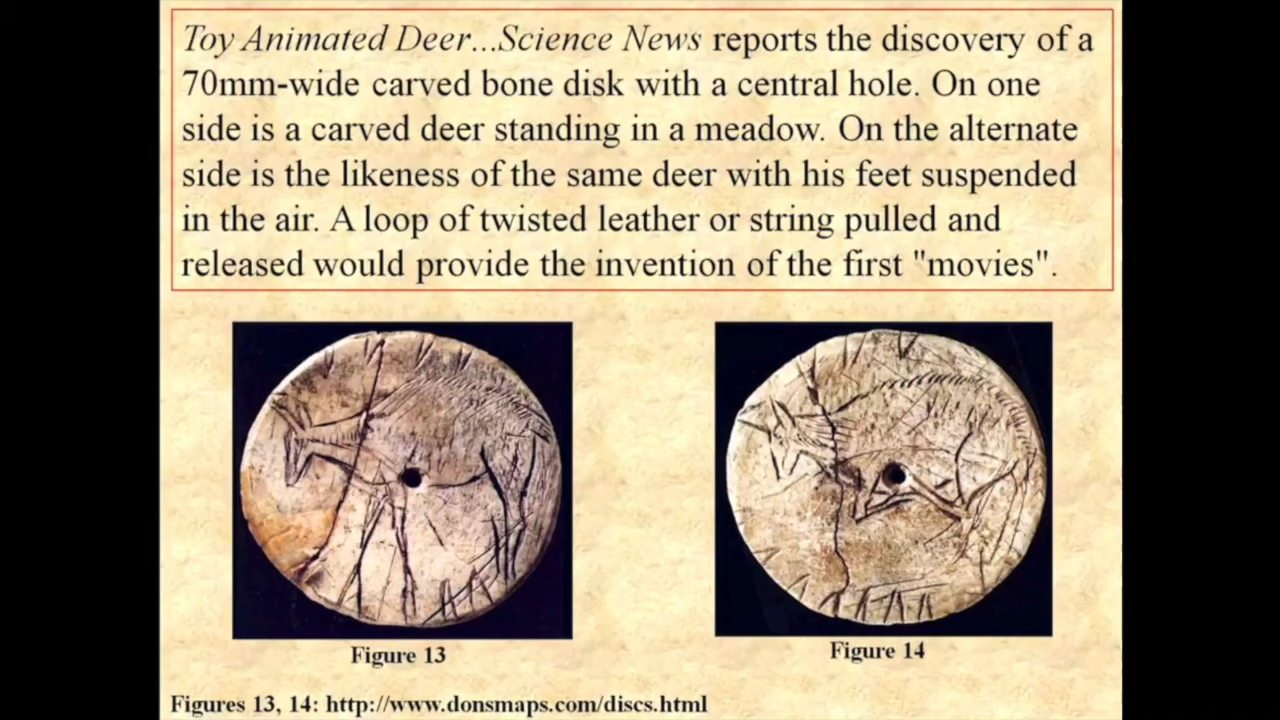 Toy Animated Deer...Science News reports the discovery of a
70mm-wide carved bone disk with a central hole. On one
side is a carved deer standing in a meadow. On the alternate
side is the likeness of the same deer with his feet suspended
in the air. A loop of twisted leather or string pulled and
released would provide the invention of the first "movies".
Figure 13
Figure 14
Figures 13, 14: http://www.donsmaps.com/discs.html